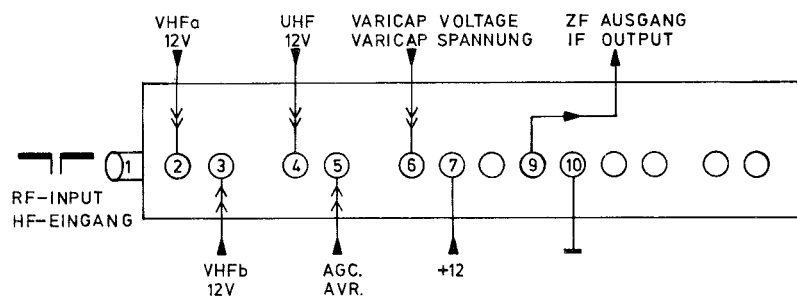 VHFa
12V
UHF
12V
VARICAP VOLTAGE
VARICAP SPANNUNG
ZF AUSGANG
IF OUTPUT
1
2
3
4
5
6
7
9
10
RF-INPUT
HF-EINGANG
VHFb
12V
AGC.
AVR.
+12